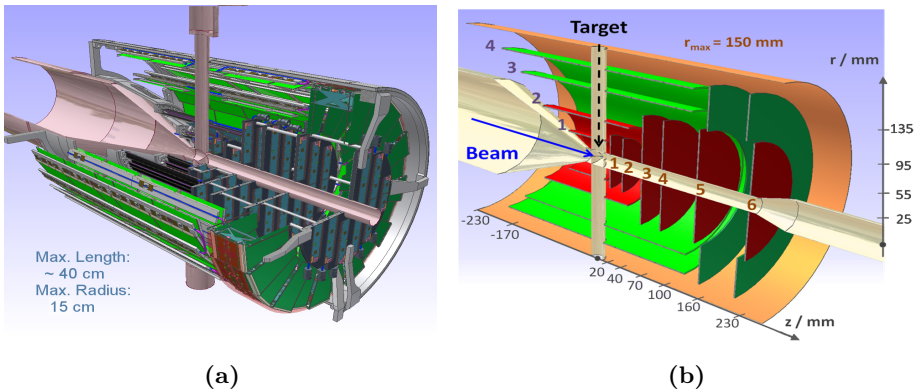 Max. Length:
~ 40 cm
Max. Radius:
15 cm
(a)
Target
r_max = 150 mm
r / mm
4
3
2
1
Beam
1
2
3
4
5
6
135
95
55
25
-230
-170
20
40
70
100
160
230
z / mm
(b)